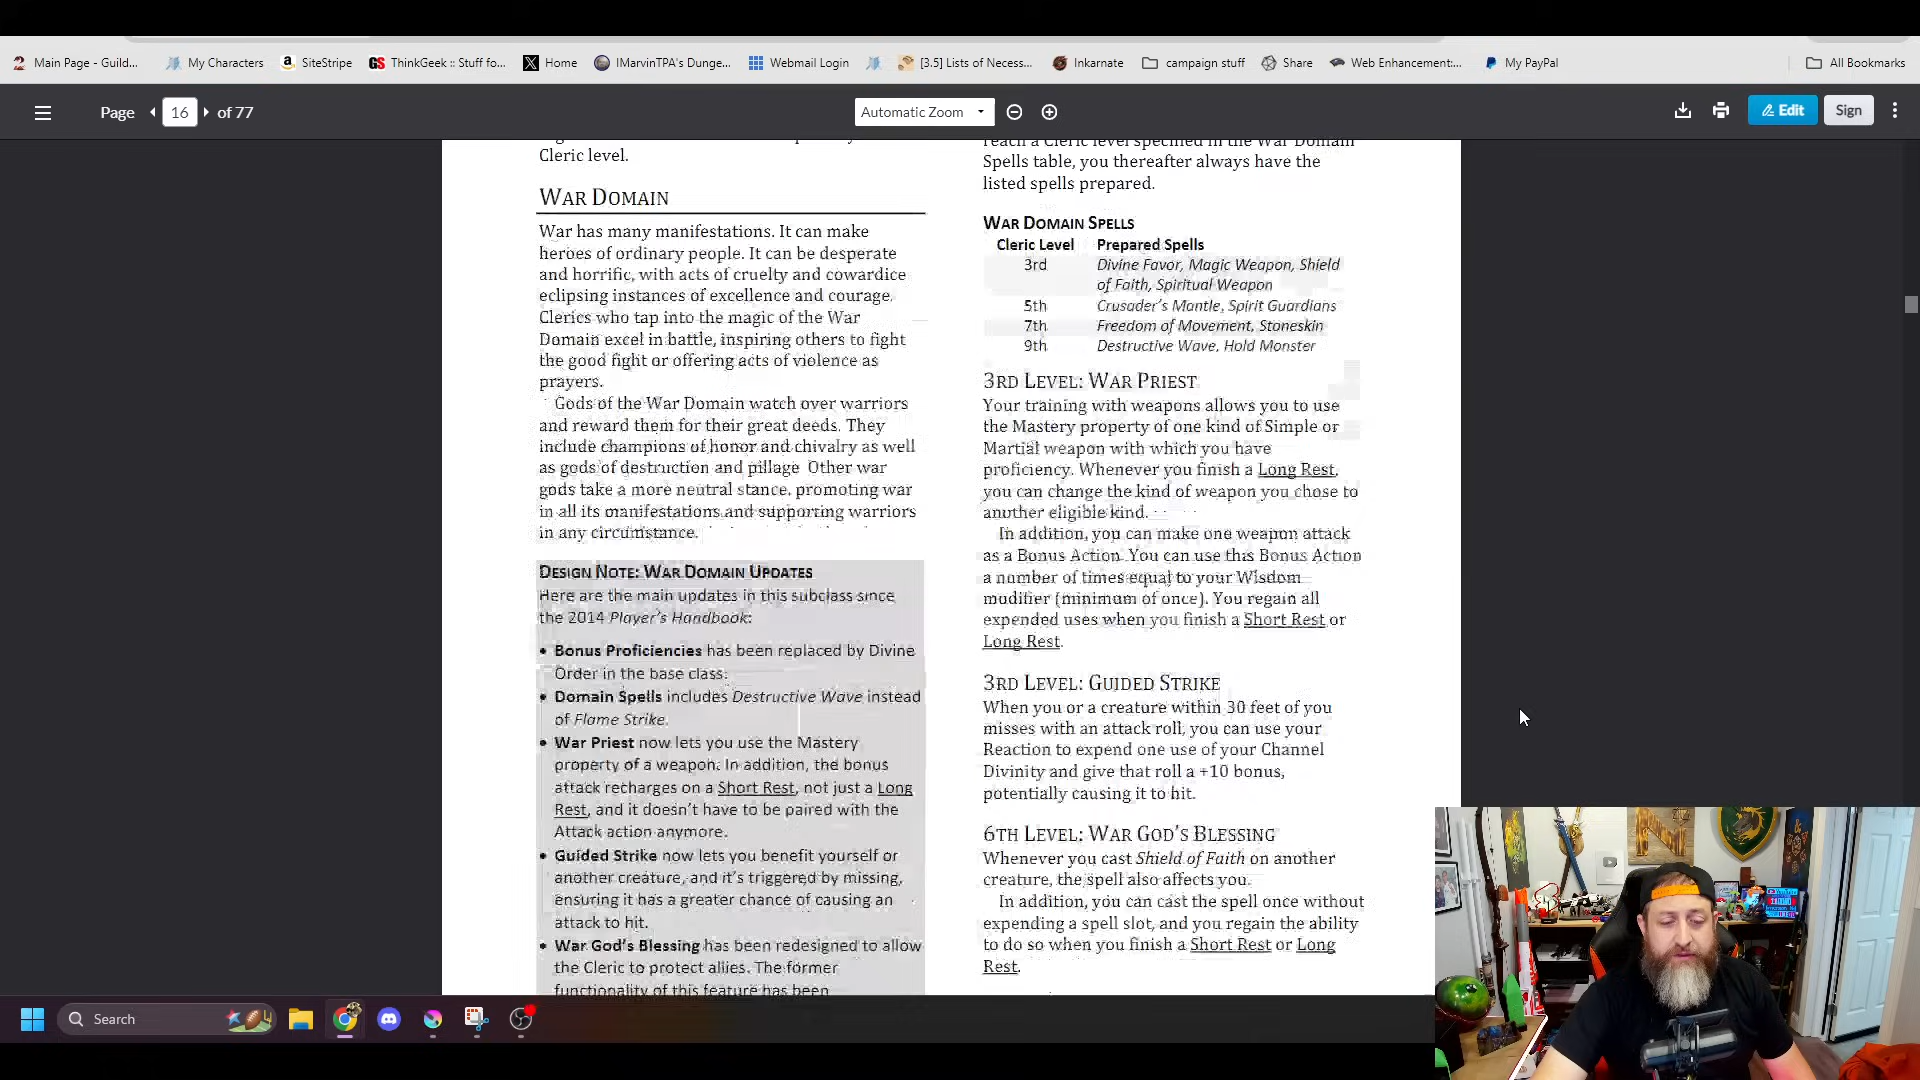 Main Page - Guild...
My Characters
SiteStripe
ThinkGeek :: Stuff fo...
Home
IMarvinTPA's Dunge...
Webmail Login
[3.5] Lists of Necess...
Inkarnate
campaign stuff
Share
Web Enhancement:...
My PayPal
All Bookmarks
Page 16 of 77
Automatic Zoom
Edit
Sign
Cleric level.
WAR DOMAIN
War has many manifestations. It can make
heroes of ordinary people. It can be desperate
and horrific, with acts of cruelty and cowardice
eclipsing instances of excellence and courage.
Clerics who tap into the magic of the War
Domain excel in battle, inspiring others to fight
the good fight or offering acts of violence as
prayers.
Gods of the War Domain watch over warriors
and reward them for their great deeds. They
include champions of honor and chivalry as well
as gods of destruction and pillage. Other war
gods take a more neutral stance, promoting war
in all its manifestations and supporting warriors
in any circumstance.
DESIGN NOTE: WAR DOMAIN UPDATES
Here are the main updates in this subclass since
the 2014 Player's Handbook:
• Bonus Proficiencies has been replaced by Divine
Order in the base class.
• Domain Spells includes Destructive Wave instead
of Flame Strike.
• War Priest now lets you use the Mastery
property of a weapon. In addition, the bonus
attack recharges on a Short Rest, not just a Long
Rest, and it doesn't have to be paired with the
Attack action anymore.
• Guided Strike now lets you benefit yourself or
another creature, and it's triggered by missing,
ensuring it has a greater chance of causing an
attack to hit.
• War God's Blessing has been redesigned to allow
the Cleric to protect allies. The former
functionality of this feature has been
reach a Cleric level specified in the War Domain
Spells table, you thereafter always have the
listed spells prepared.
WAR DOMAIN SPELLS
Cleric Level Prepared Spells
3rd Divine Favor, Magic Weapon, Shield
of Faith, Spiritual Weapon
5th Crusader's Mantle, Spirit Guardians
7th Freedom of Movement, Stoneskin
9th Destructive Wave, Hold Monster
3RD LEVEL: WAR PRIEST
Your training with weapons allows you to use
the Mastery property of one kind of Simple or
Martial weapon with which you have
proficiency. Whenever you finish a Long Rest,
you can change the kind of weapon you chose to
another eligible kind.
In addition, you can make one weapon attack
as a Bonus Action. You can use this Bonus Action
a number of times equal to your Wisdom
modifier (minimum of once). You regain all
expended uses when you finish a Short Rest or
Long Rest.
3RD LEVEL: GUIDED STRIKE
When you or a creature within 30 feet of you
misses with an attack roll, you can use your
Reaction to expend one use of your Channel
Divinity and give that roll a +10 bonus,
potentially causing it to hit.
6TH LEVEL: WAR GOD'S BLESSING
Whenever you cast Shield of Faith on another
creature, the spell also affects you.
In addition, you can cast the spell once without
expending a spell slot, and you regain the ability
to do so when you finish a Short Rest or Long
Rest.
Search